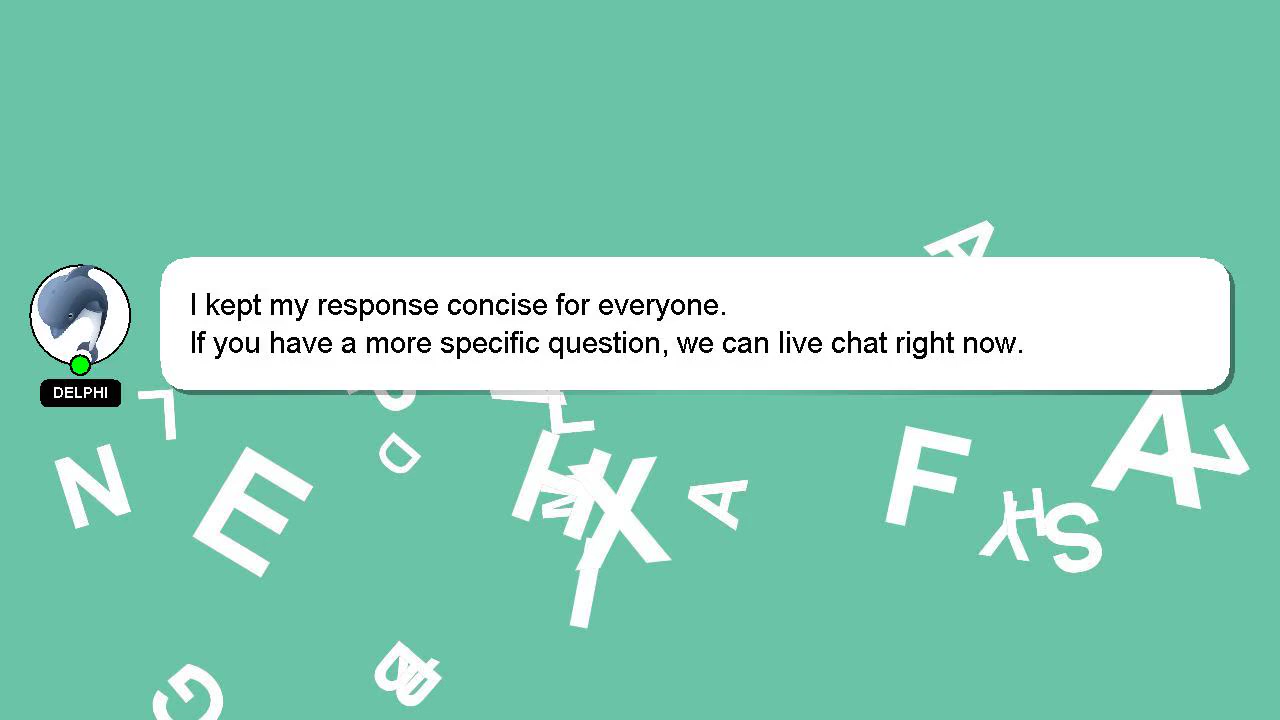 I kept my response concise for everyone.
If you have a more specific question, we can live chat right now.
DELPHI
A
L
N
E
D
X
A
F
A
H
S
G
B